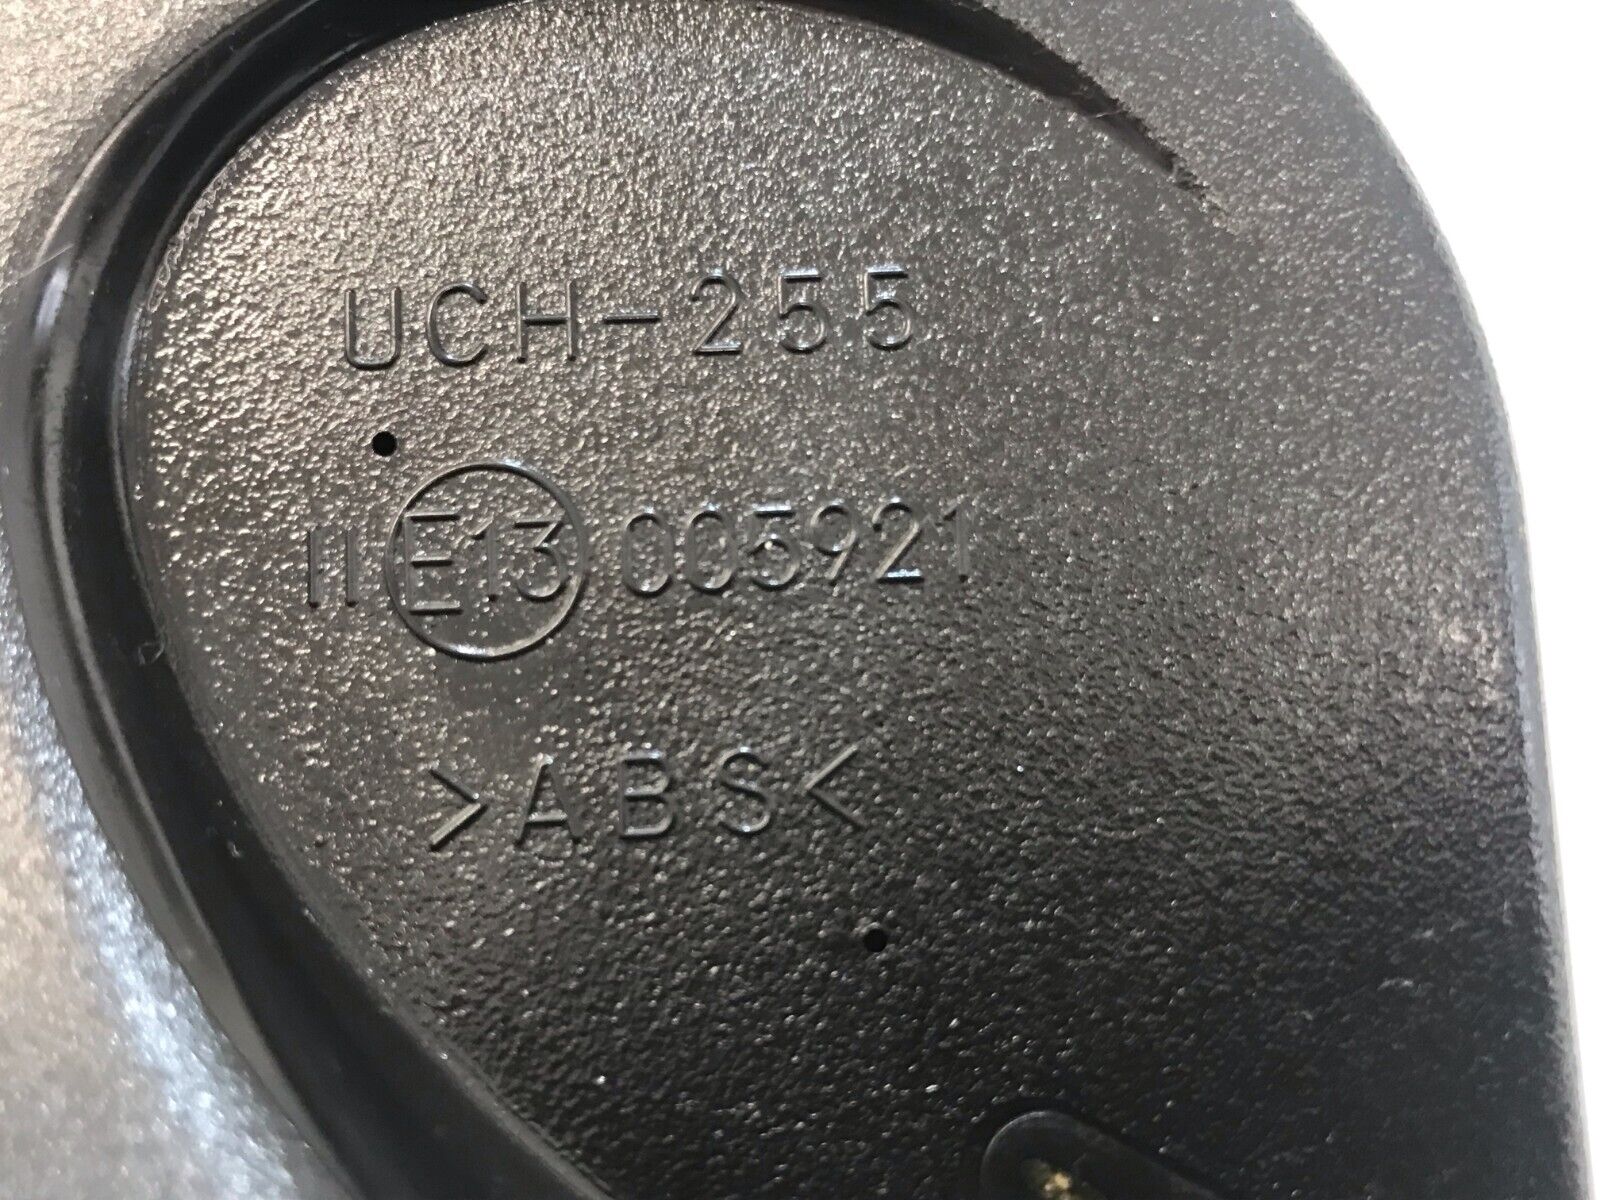 UCH-255
II E13 005921
>ABS<